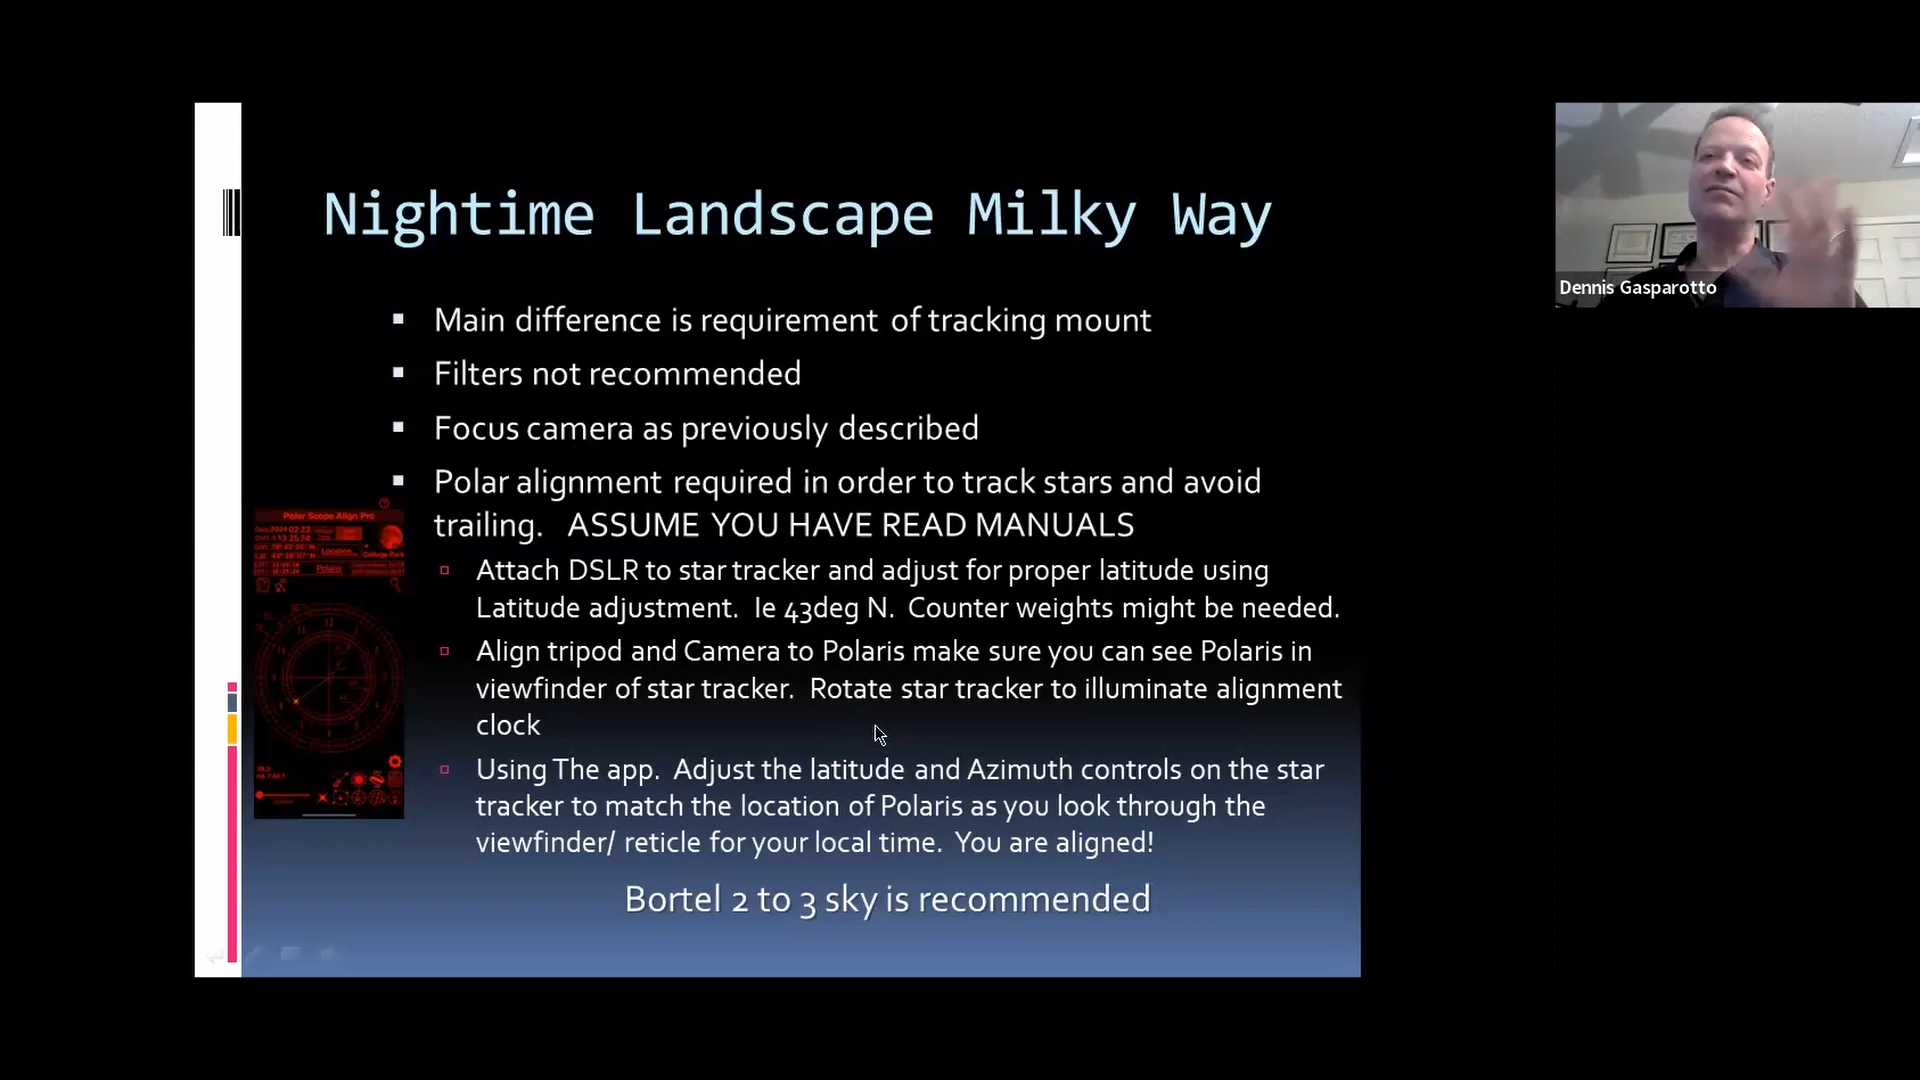 Nightime Landscape Milky Way
Main difference is requirement of tracking mount
Filters not recommended
Focus camera as previously described
Polar alignment required in order to track stars and avoid
trailing. ASSUME YOU HAVE READ MANUALS
Attach DSLR to star tracker and adjust for proper latitude using
Latitude adjustment. Ie 43deg N. Counter weights might be needed.
Align tripod and Camera to Polaris make sure you can see Polaris in
viewfinder of star tracker. Rotate star tracker to illuminate alignment
clock
Using The app. Adjust the latitude and Azimuth controls on the star
tracker to match the location of Polaris as you look through the
viewfinder/ reticle for your local time. You are aligned!
Bortel 2 to 3 sky is recommended
Polar Scope Align Pro
Location
Polaris
Dennis Gasparotto